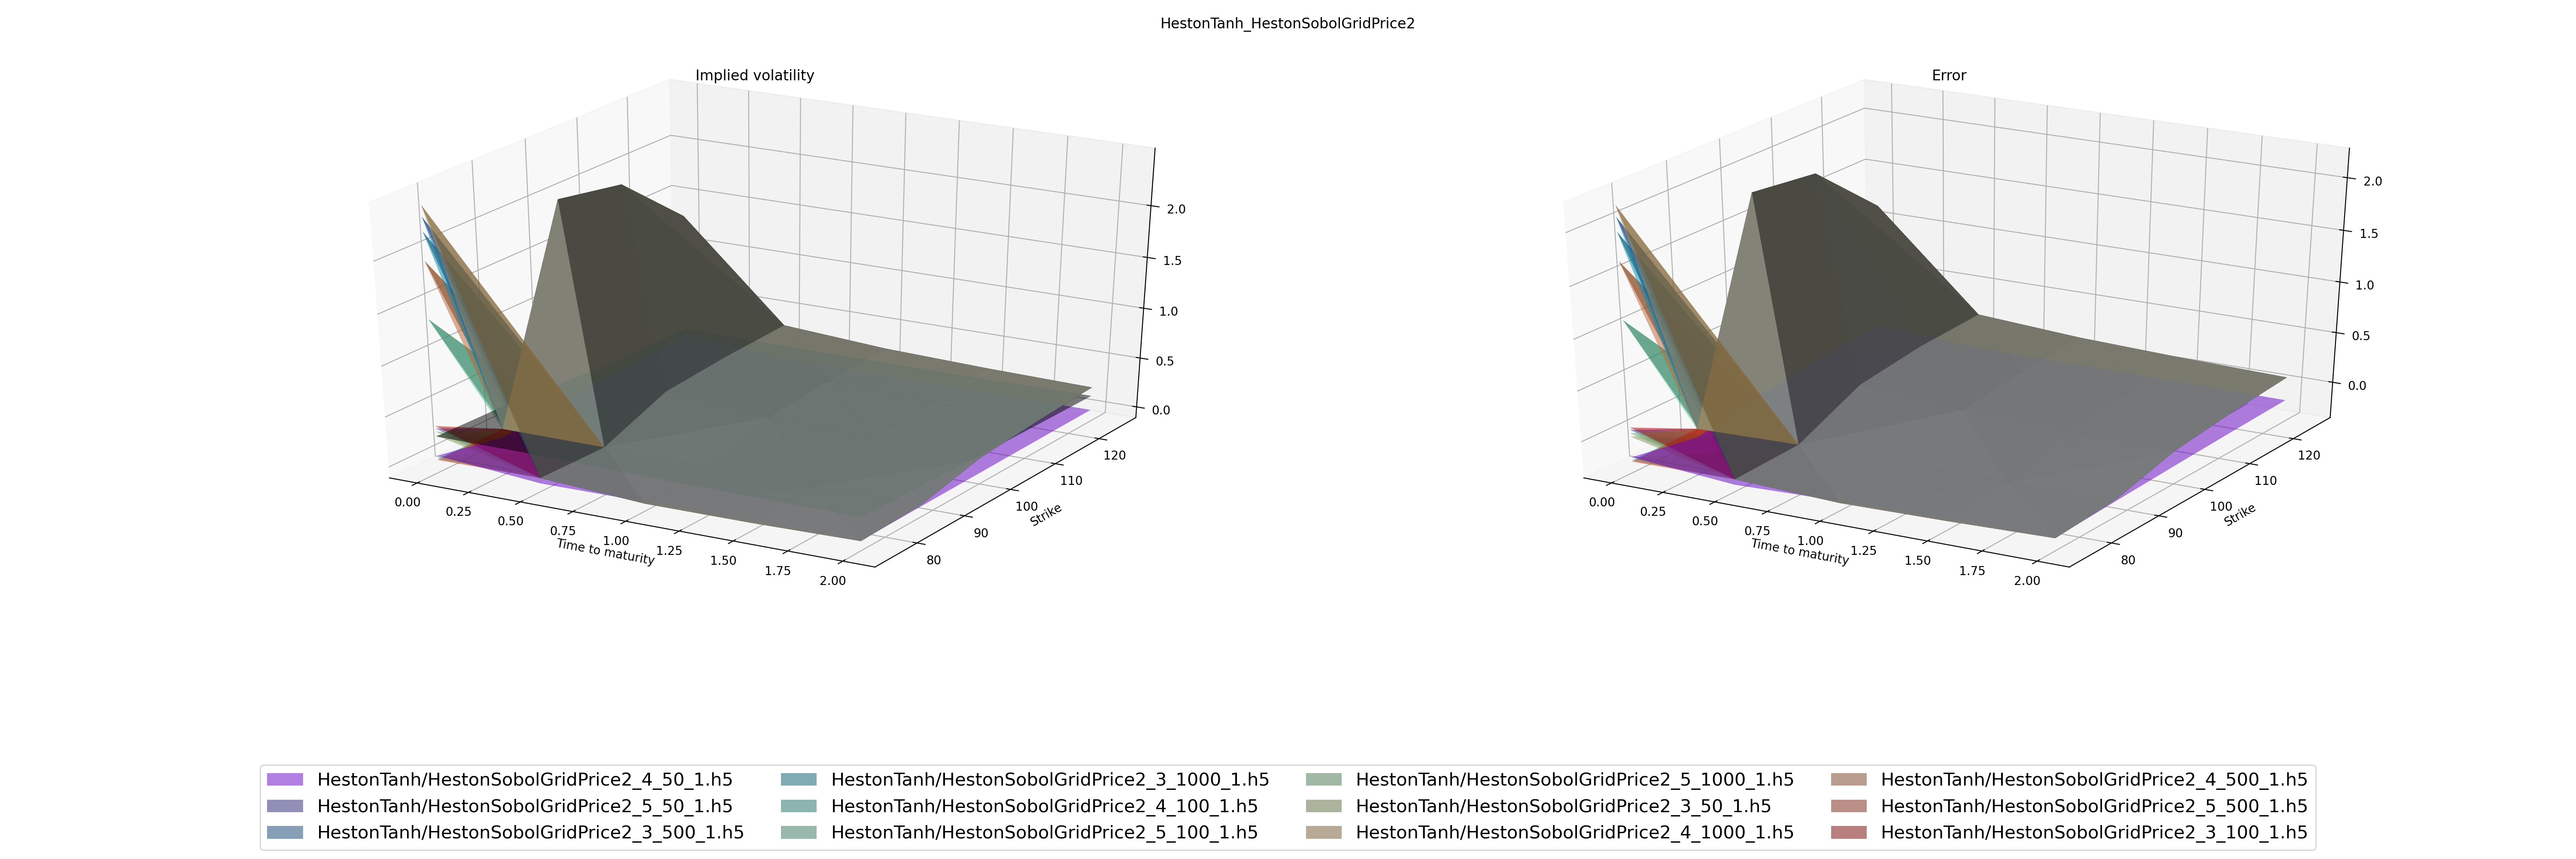 HestonTanh_HestonSobolGridPrice2
Implied volatility
2.0
1.5
1.0
0.5
0.0
0.00
0.25
0.50
0.75
1.00
1.25
1.50
1.75
2.00
Time to maturity
80
90
100
110
120
Strike
Error
2.0
1.5
1.0
0.5
0.0
0.00
0.25
0.50
0.75
1.00
1.25
1.50
1.75
2.00
Time to maturity
80
90
100
110
120
Strike
HestonTanh/HestonSobolGridPrice2_4_50_1.h5
HestonTanh/HestonSobolGridPrice2_5_50_1.h5
HestonTanh/HestonSobolGridPrice2_3_500_1.h5
HestonTanh/HestonSobolGridPrice2_3_1000_1.h5
HestonTanh/HestonSobolGridPrice2_4_100_1.h5
HestonTanh/HestonSobolGridPrice2_5_100_1.h5
HestonTanh/HestonSobolGridPrice2_5_1000_1.h5
HestonTanh/HestonSobolGridPrice2_3_50_1.h5
HestonTanh/HestonSobolGridPrice2_4_1000_1.h5
HestonTanh/HestonSobolGridPrice2_4_500_1.h5
HestonTanh/HestonSobolGridPrice2_5_500_1.h5
HestonTanh/HestonSobolGridPrice2_3_100_1.h5